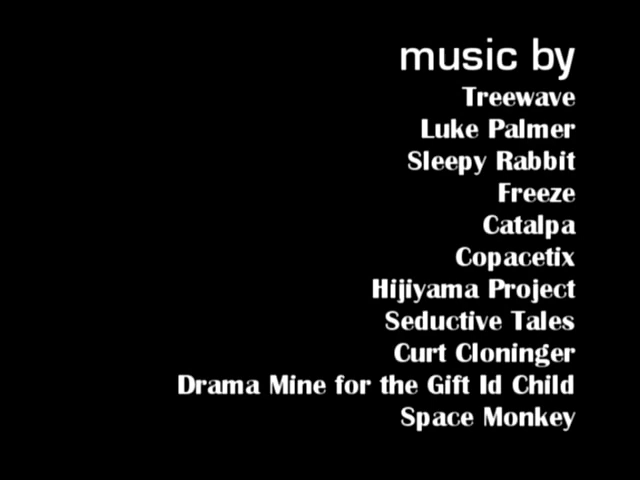 music by
Treewave
Luke Palmer
Sleepy Rabbit
Freeze
Catalpa
Copacetix
Hijiyama Project
Seductive Tales
Curt Cloninger
Drama Mine for the Gift Id Child
Space Monkey